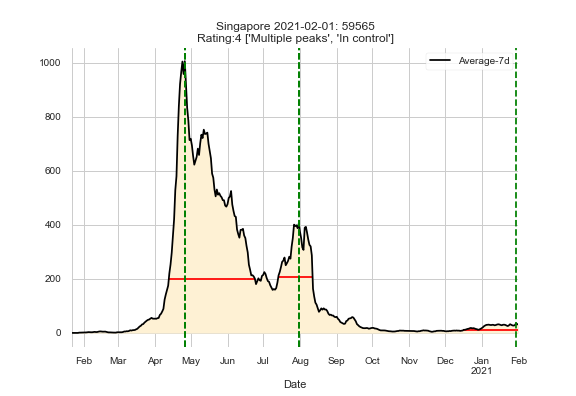 Singapore 2021-02-01: 59565
Rating:4 ['Multiple peaks', 'In control']
Average-7d
1000
800
600
400
200
0
Feb Mar Apr May Jun Jul Aug Sep Oct Nov Dec Jan Feb
2021
Date